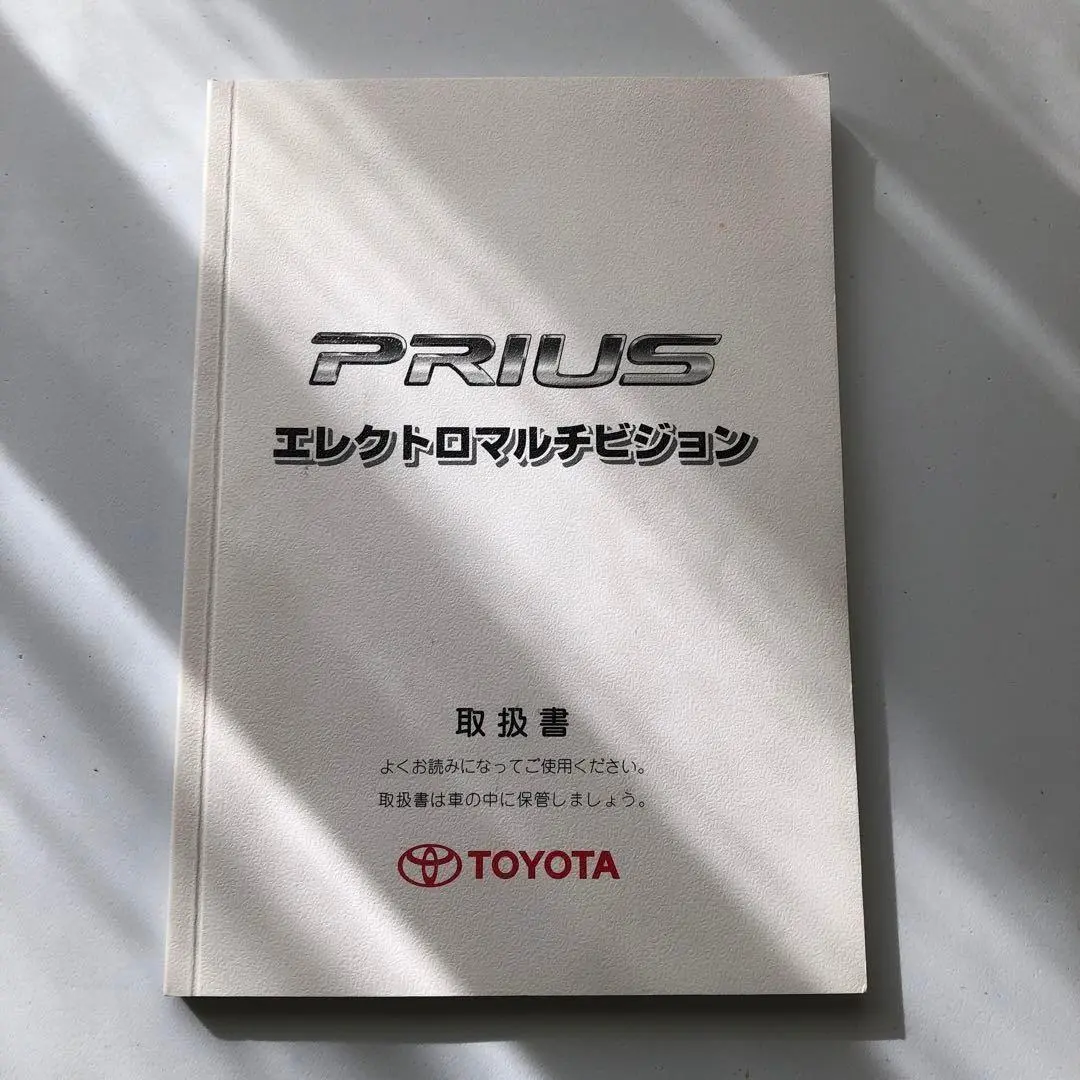 PRIUS
エレクトロマルチビジョン
取扱書
よくお読みになってご使用ください。
取扱書は車の中に保管しましょう。
TOYOTA